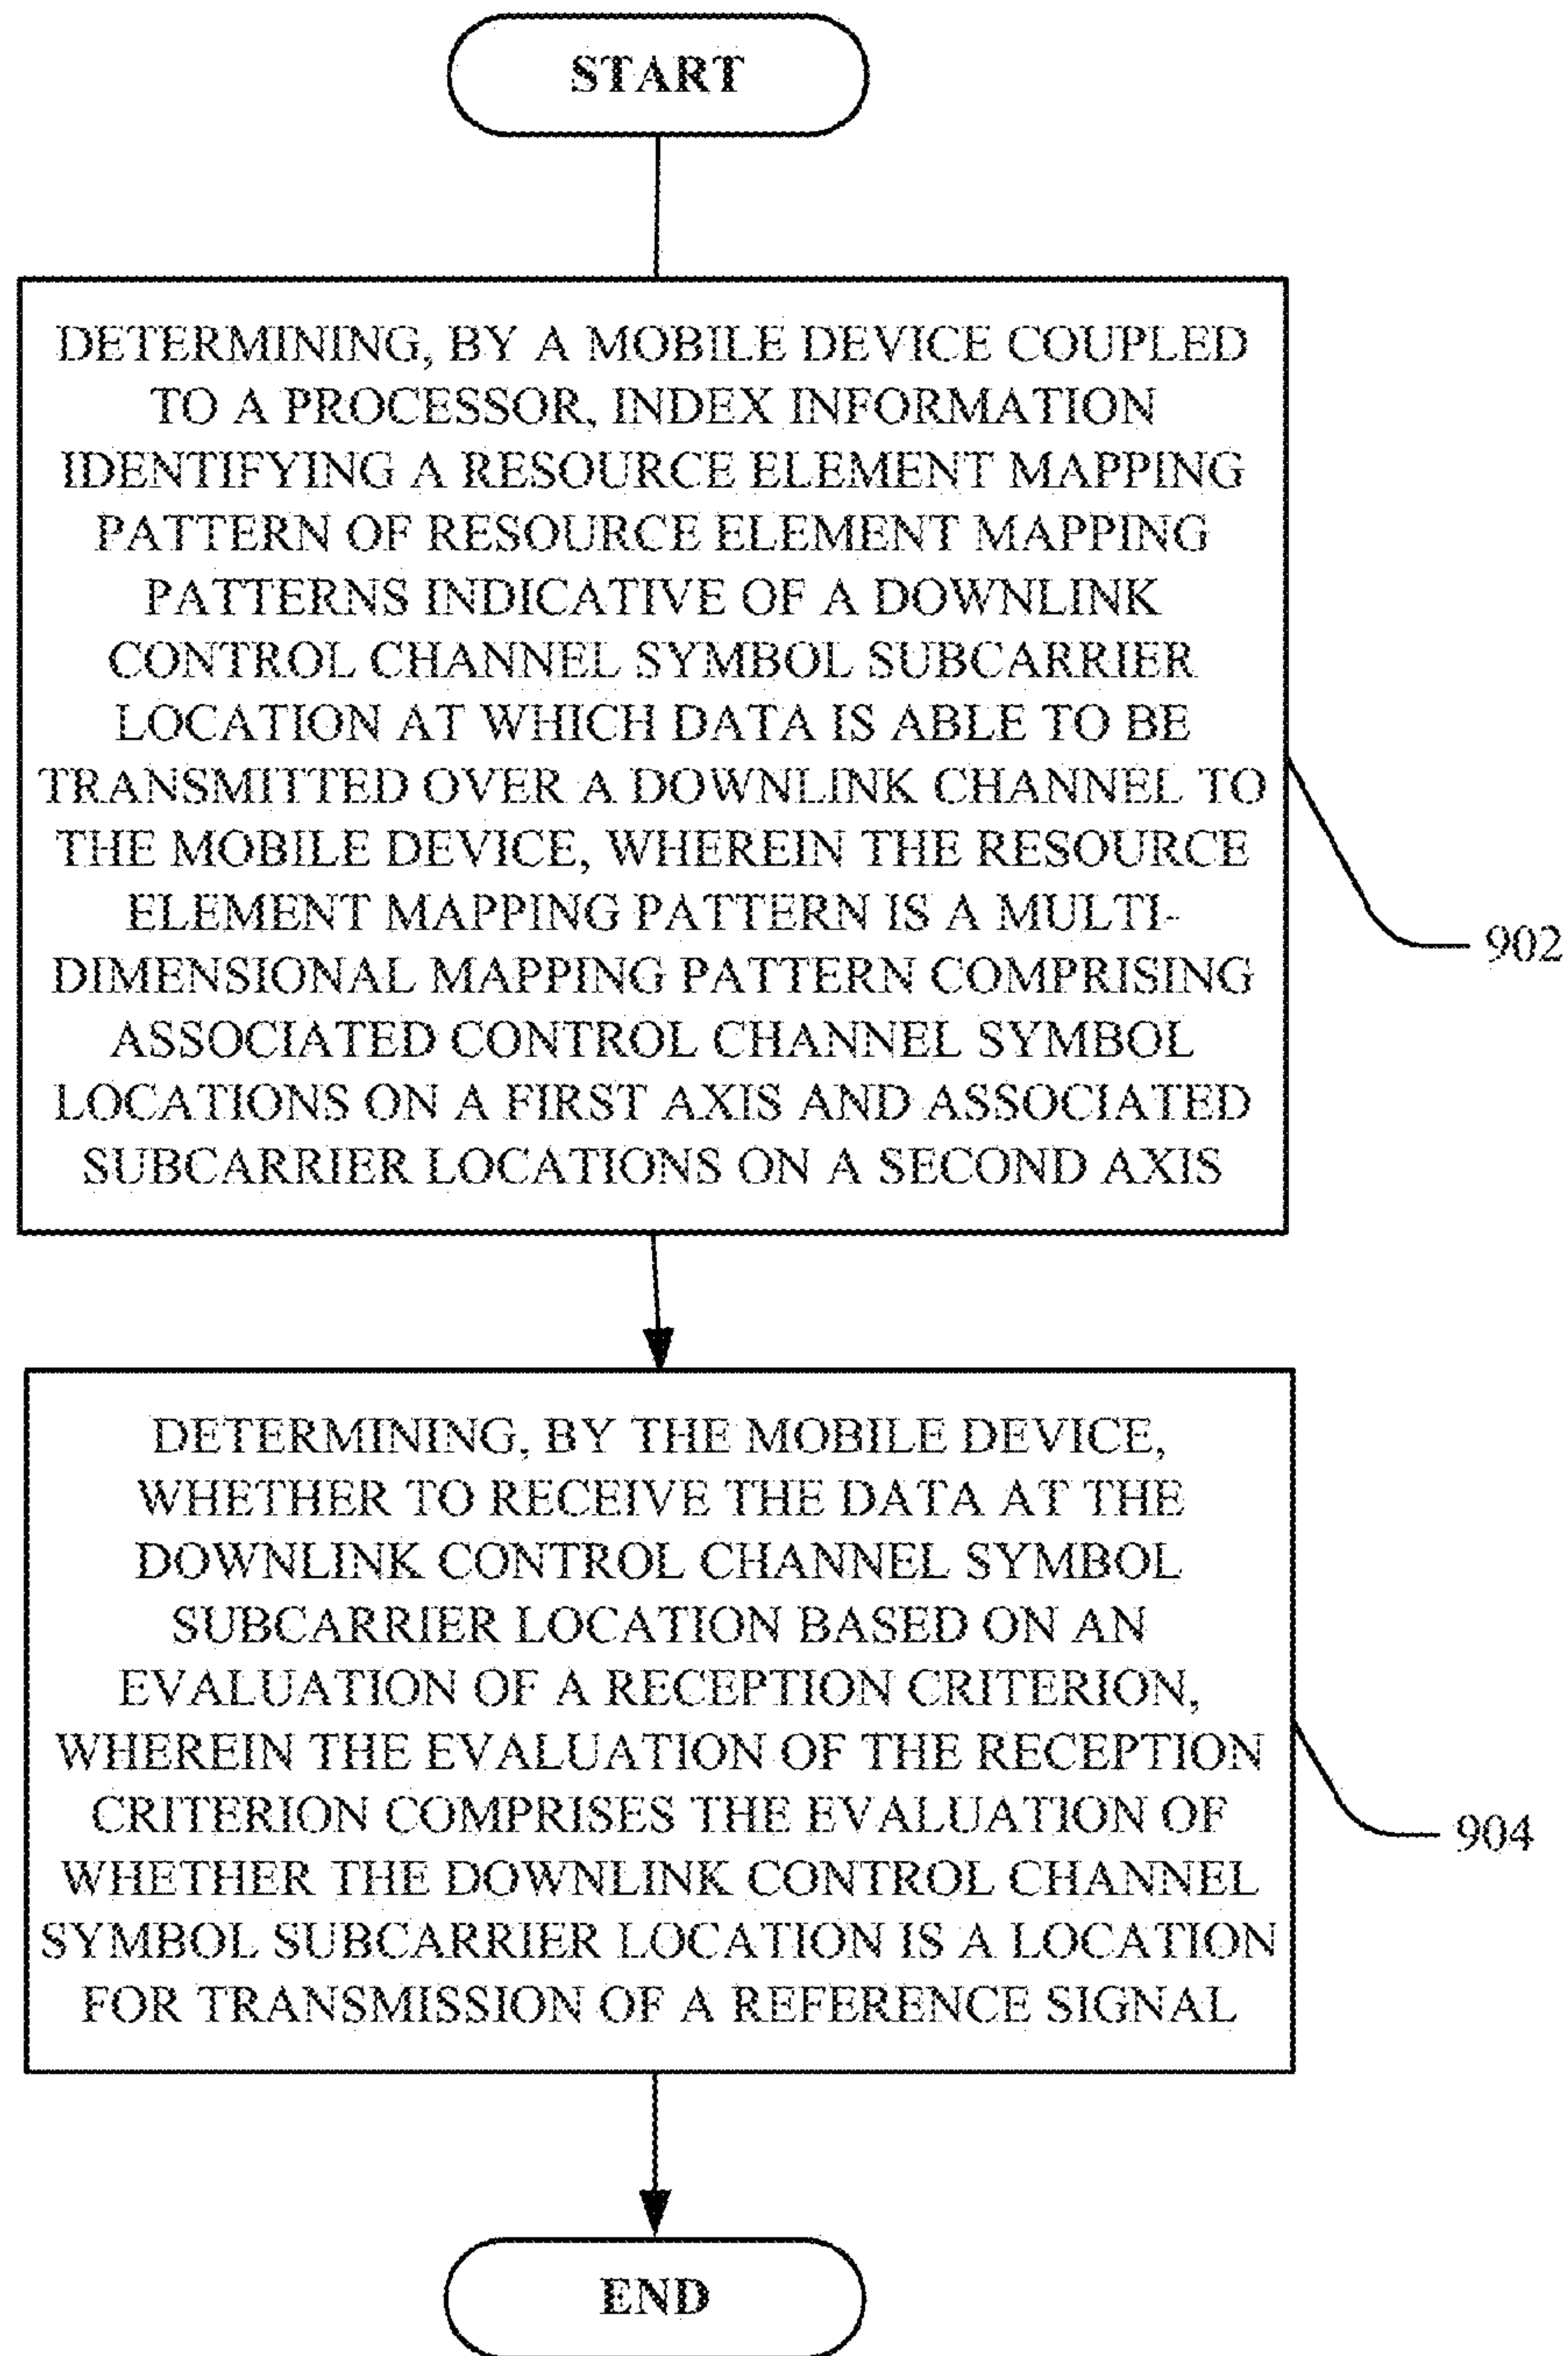 START
DETERMINING, BY A MOBILE DEVICE COUPLED
TO A PROCESSOR, INDEX INFORMATION
IDENTIFYING A RESOURCE ELEMENT MAPPING
PATTERN OF RESOURCE ELEMENT MAPPING
PATTERNS INDICATIVE OF A DOWNLINK
CONTROL CHANNEL SYMBOL SUBCARRIER
LOCATION AT WHICH DATA IS ABLE TO BE
TRANSMITTED OVER A DOWNLINK CHANNEL TO
THE MOBILE DEVICE, WHEREIN THE RESOURCE
ELEMENT MAPPING PATTERN IS A MULTI-
DIMENSIONAL MAPPING PATTERN COMPRISING
ASSOCIATED CONTROL CHANNEL SYMBOL
LOCATIONS ON A FIRST AXIS AND ASSOCIATED
SUBCARRIER LOCATIONS ON A SECOND AXIS
902
DETERMINING, BY THE MOBILE DEVICE,
WHETHER TO RECEIVE THE DATA AT THE
DOWNLINK CONTROL CHANNEL SYMBOL
SUBCARRIER LOCATION BASED ON AN
EVALUATION OF A RECEPTION CRITERION,
WHEREIN THE EVALUATION OF THE RECEPTION
CRITERION COMPRISES THE EVALUATION OF
WHETHER THE DOWNLINK CONTROL CHANNEL
SYMBOL SUBCARRIER LOCATION IS A LOCATION
FOR TRANSMISSION OF A REFERENCE SIGNAL
904
END